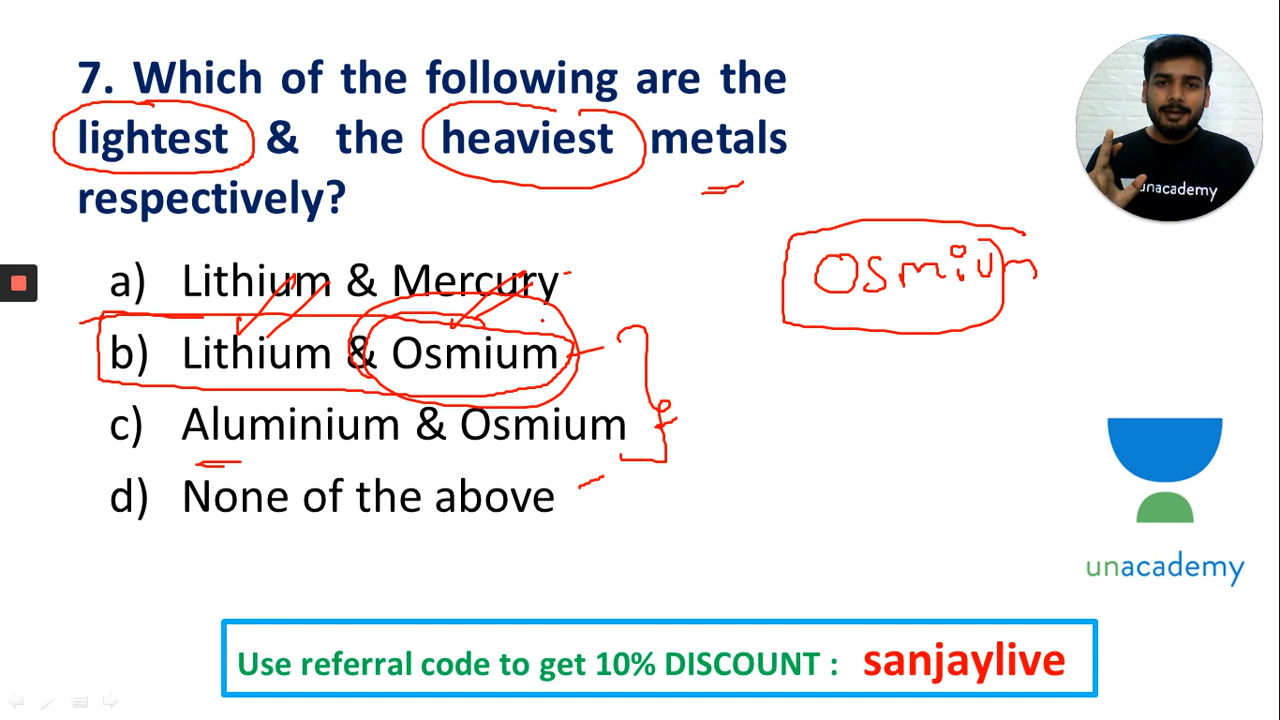 7. Which of the following are the
lightest & the heaviest metals
respectively?
Osmium
a) Lithium & Mercury
b) Lithium & Osmium
c) Aluminium & Osmium
d) None of the above
unacademy
unacademy
Use referral code to get 10% DISCOUNT : sanjaylive